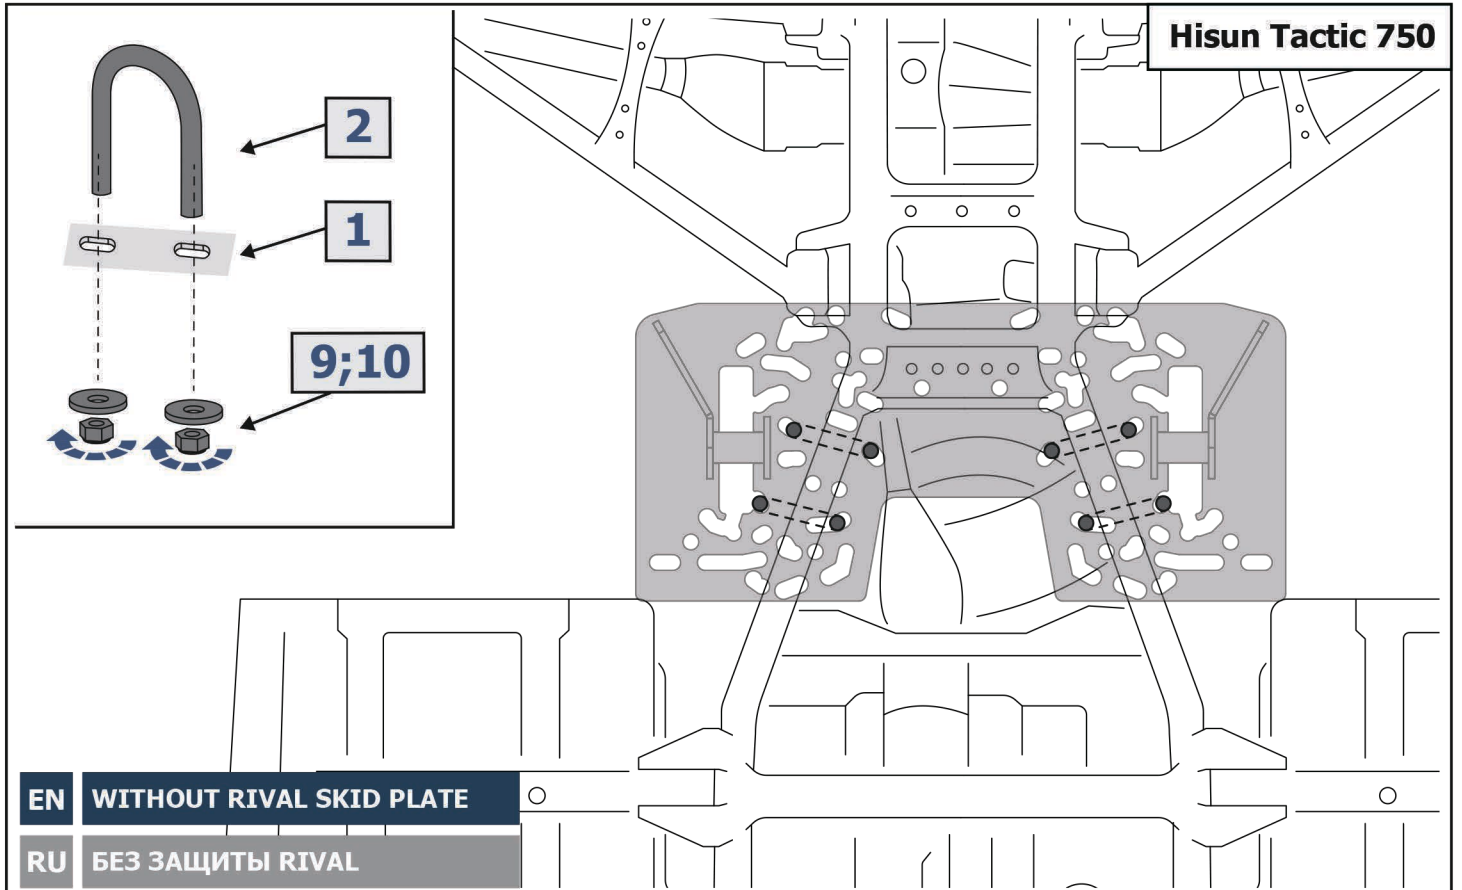 Hisun Tactic 750
2
1
9;10
EN WITHOUT RIVAL SKID PLATE
RU БЕЗ ЗАЩИТЫ RIVAL